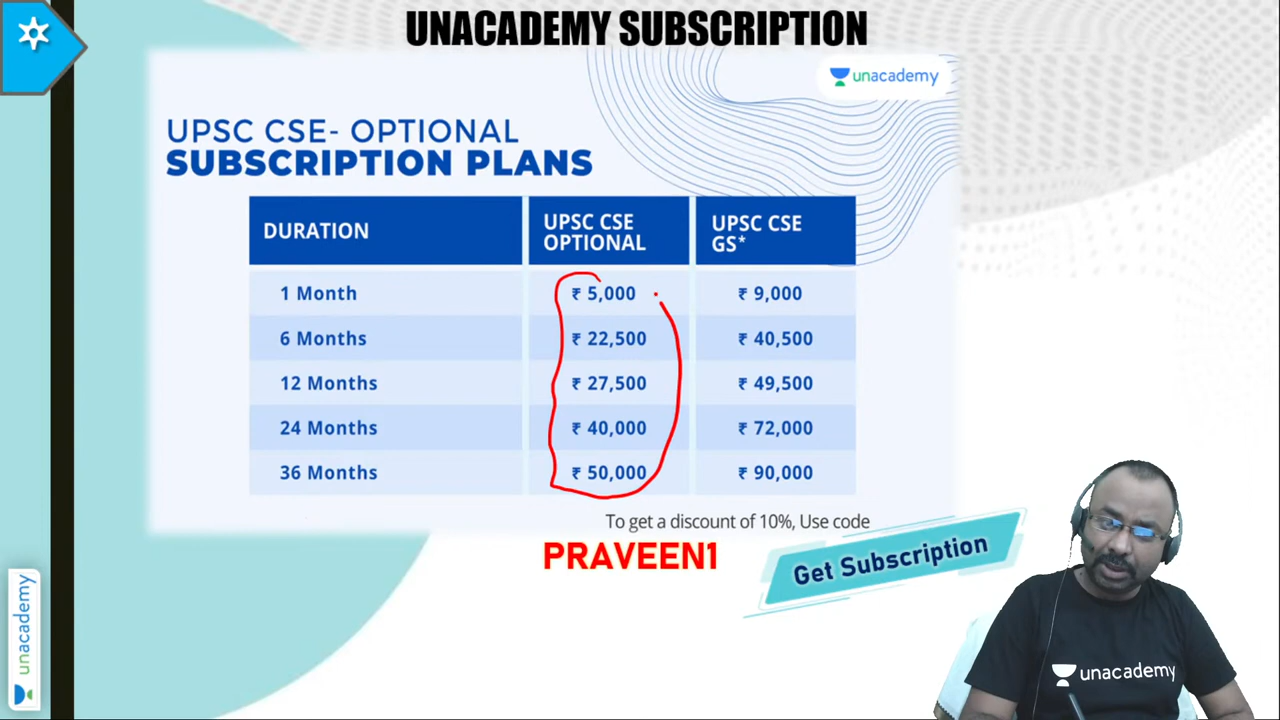 UNACADEMY SUBSCRIPTION
unacademy
UPSC CSE- OPTIONAL
SUBSCRIPTION PLANS
DURATION
UPSC CSE
OPTIONAL
UPSC CSE
GS*
1 Month ₹ 5,000 ₹ 9,000
6 Months ₹ 22,500 ₹ 40,500
12 Months ₹ 27,500 ₹ 49,500
24 Months ₹ 40,000 ₹ 72,000
36 Months ₹ 50,000 ₹ 90,000
To get a discount of 10%, Use code
PRAVEEN1
Get Subscription
unacademy
unacademy